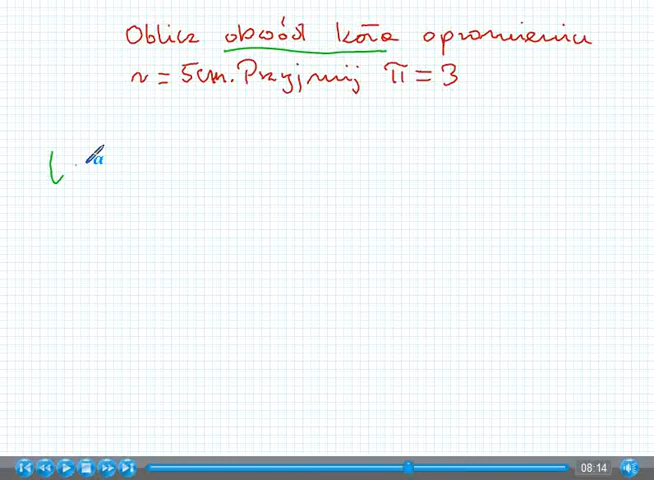 Oblicz obwód koła o promieniu
r = 5cm. Przyjmij π = 3
l
a
08:14